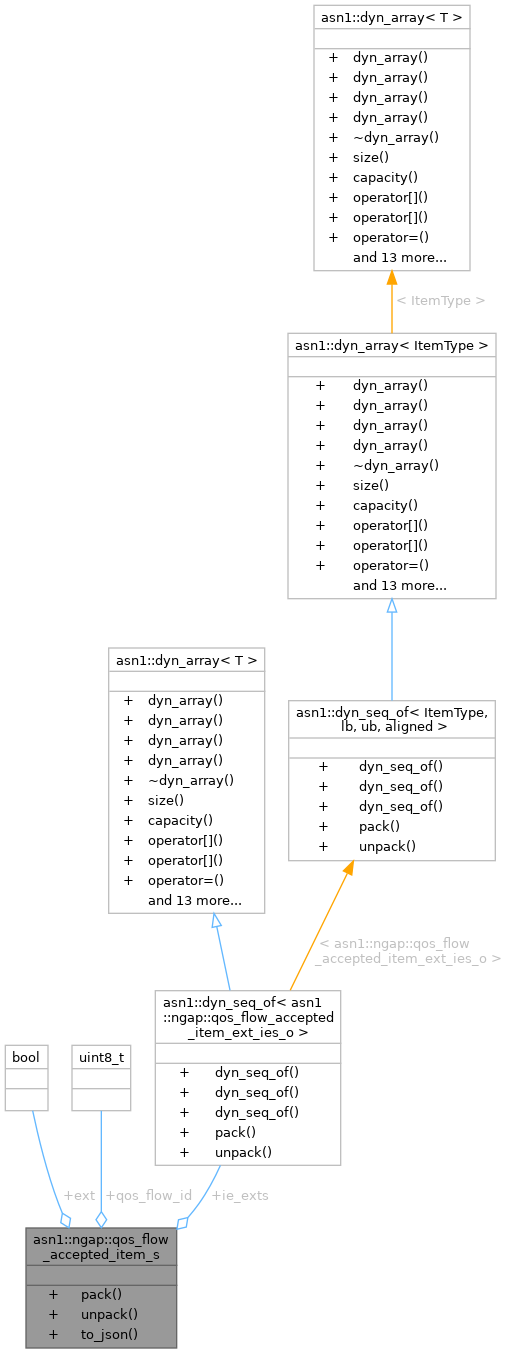 asn1::dyn_array< T >
+ dyn_array()
+ dyn_array()
+ dyn_array()
+ dyn_array()
+ ~dyn_array()
+ size()
+ capacity()
+ operator[]()
+ operator[]()
+ operator=()
and 13 more...
< ItemType >
asn1::dyn_array< ItemType >
+ dyn_array()
+ dyn_array()
+ dyn_array()
+ dyn_array()
+ ~dyn_array()
+ size()
+ capacity()
+ operator[]()
+ operator[]()
+ operator=()
and 13 more...
asn1::dyn_array< T >
+ dyn_array()
+ dyn_array()
+ dyn_array()
+ dyn_array()
+ ~dyn_array()
+ size()
+ capacity()
+ operator[]()
+ operator[]()
+ operator=()
and 13 more...
asn1::dyn_seq_of< ItemType,
lb, ub, aligned >
+ dyn_seq_of()
+ dyn_seq_of()
+ dyn_seq_of()
+ pack()
+ unpack()
< asn1::ngap::qos_flow
_accepted_item_ext_ies_o >
asn1::dyn_seq_of< asn1
::ngap::qos_flow_accepted
_item_ext_ies_o >
+ dyn_seq_of()
+ dyn_seq_of()
+ dyn_seq_of()
+ pack()
+ unpack()
bool
uint8_t
+ext
+qos_flow_id
+ie_exts
asn1::ngap::qos_flow
_accepted_item_s
+ pack()
+ unpack()
+ to_json()